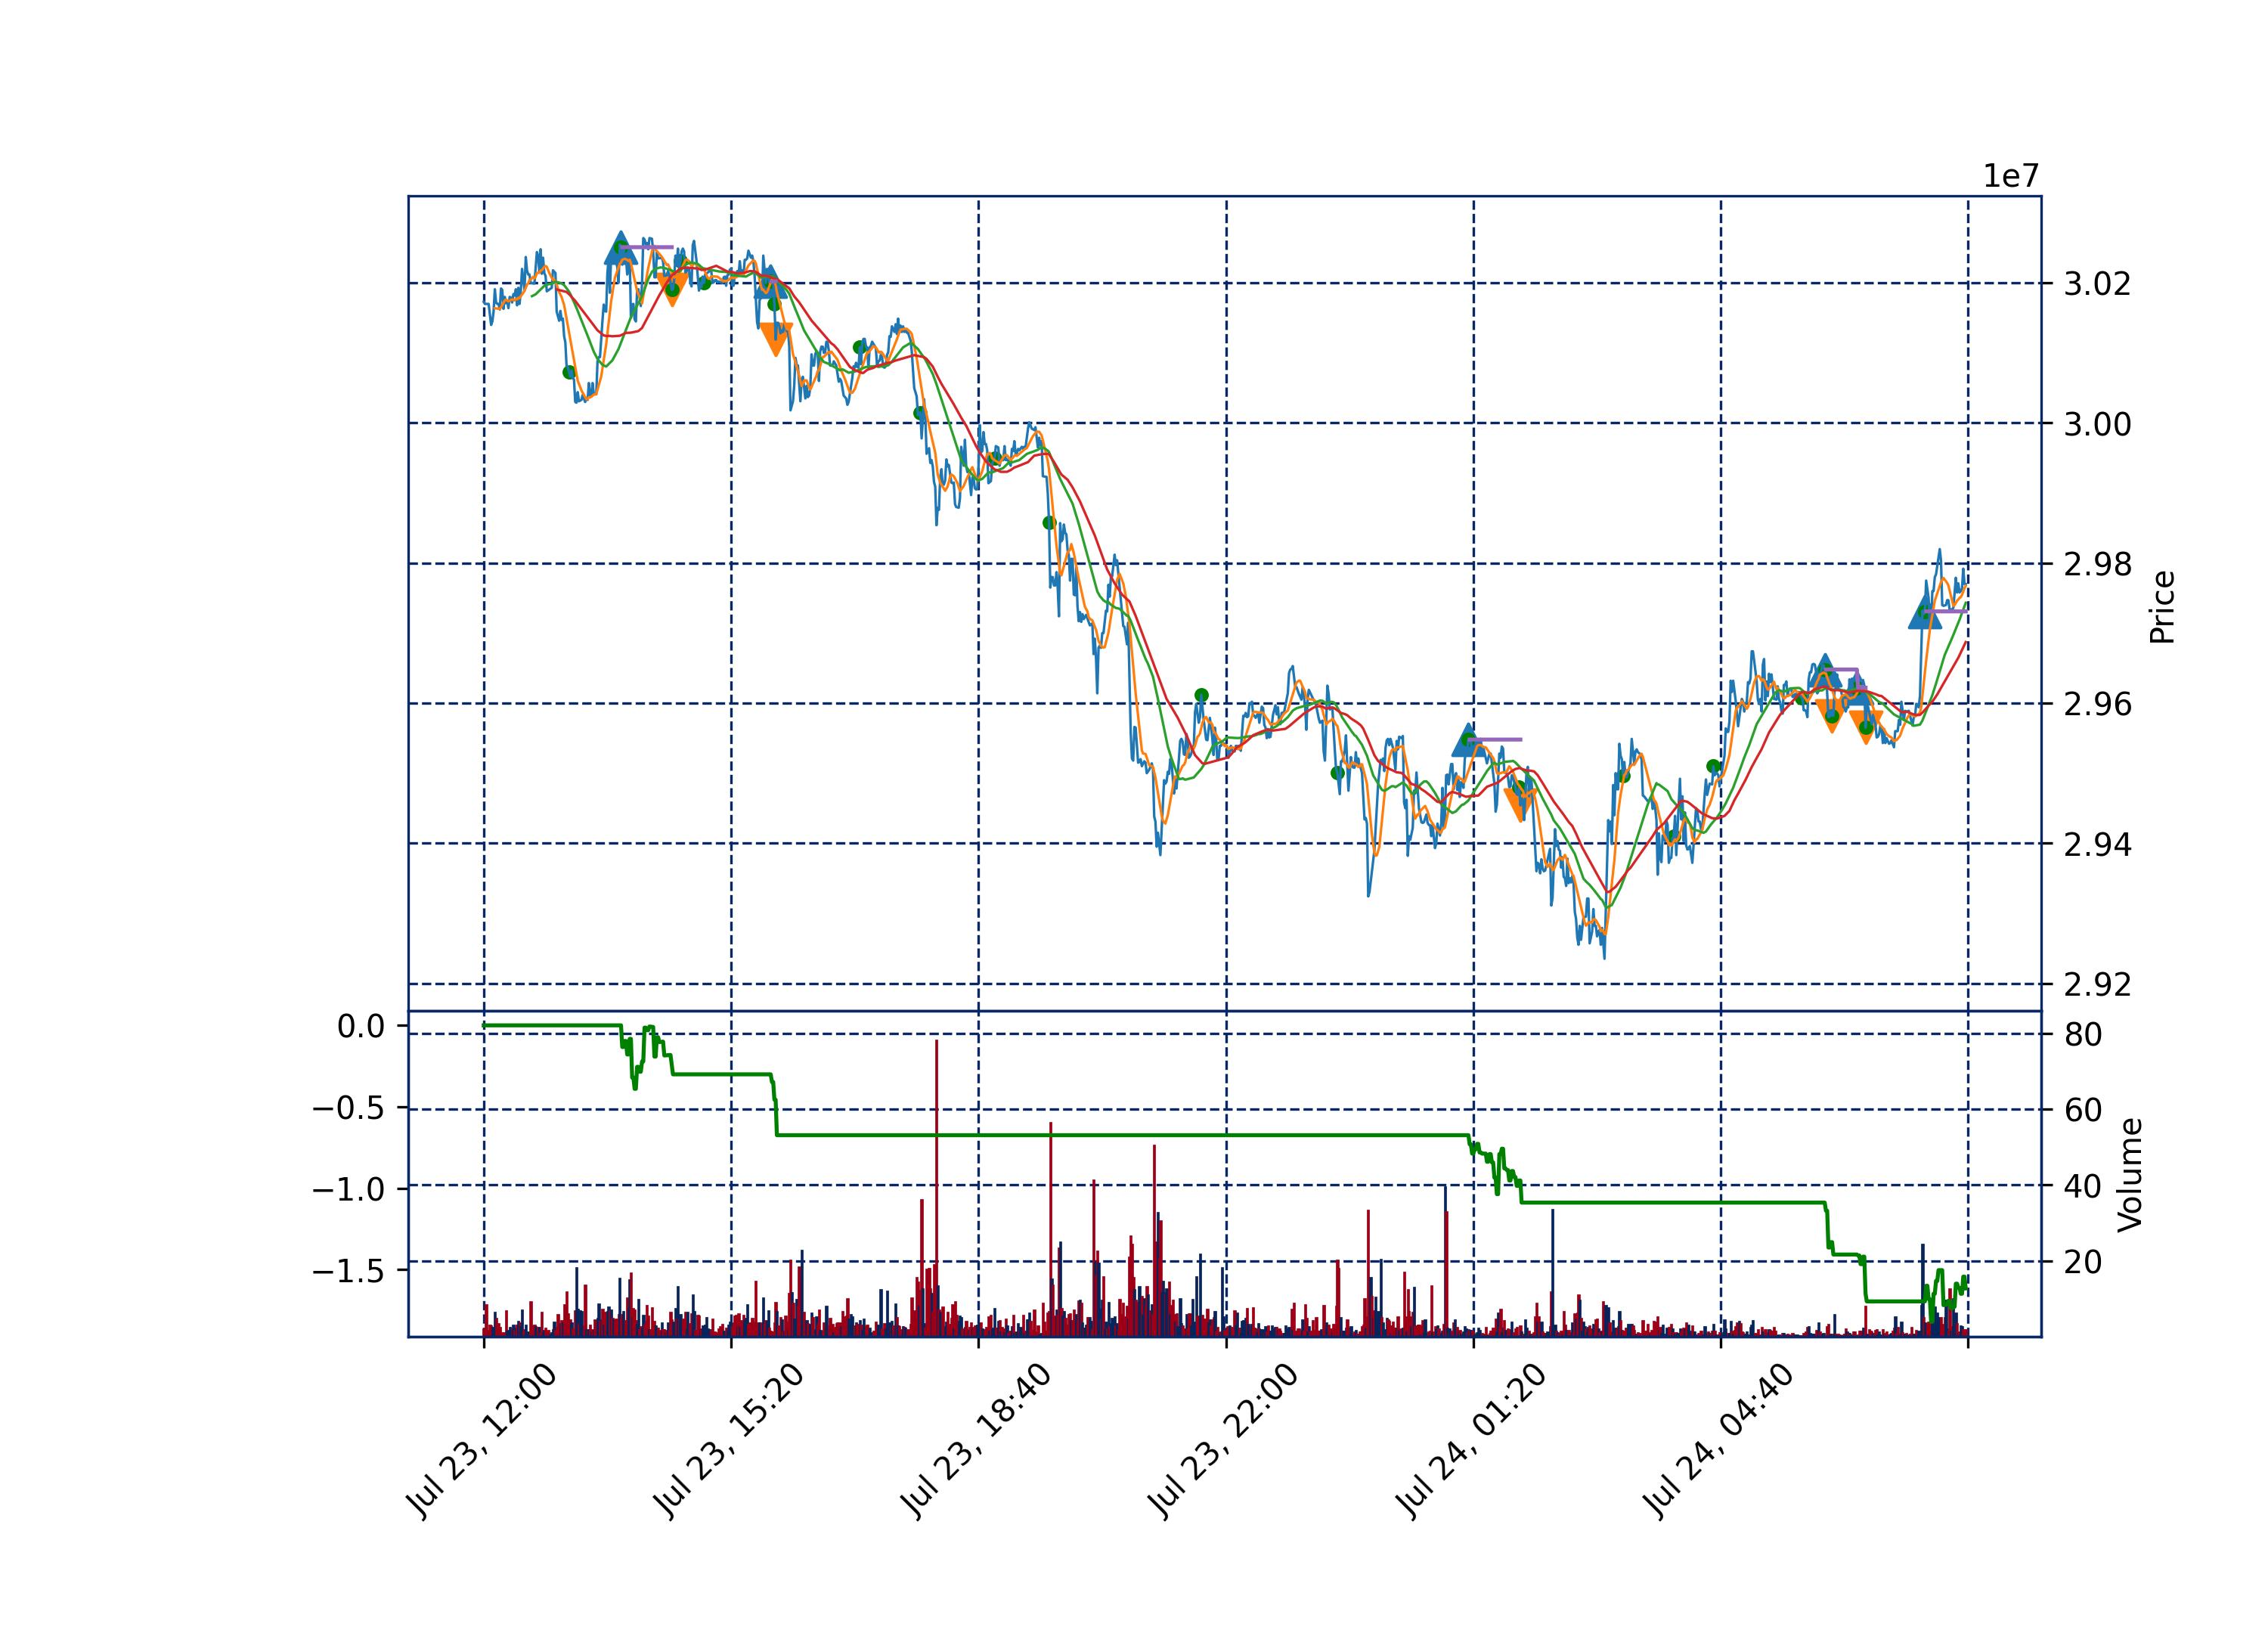 1e7
3.02
3.00
2.98
2.96
2.94
2.92
Price
0.0
−0.5
−1.0
−1.5
80
60
40
20
Volume
Jul 23, 12:00
Jul 23, 15:20
Jul 23, 18:40
Jul 23, 22:00
Jul 24, 01:20
Jul 24, 04:40